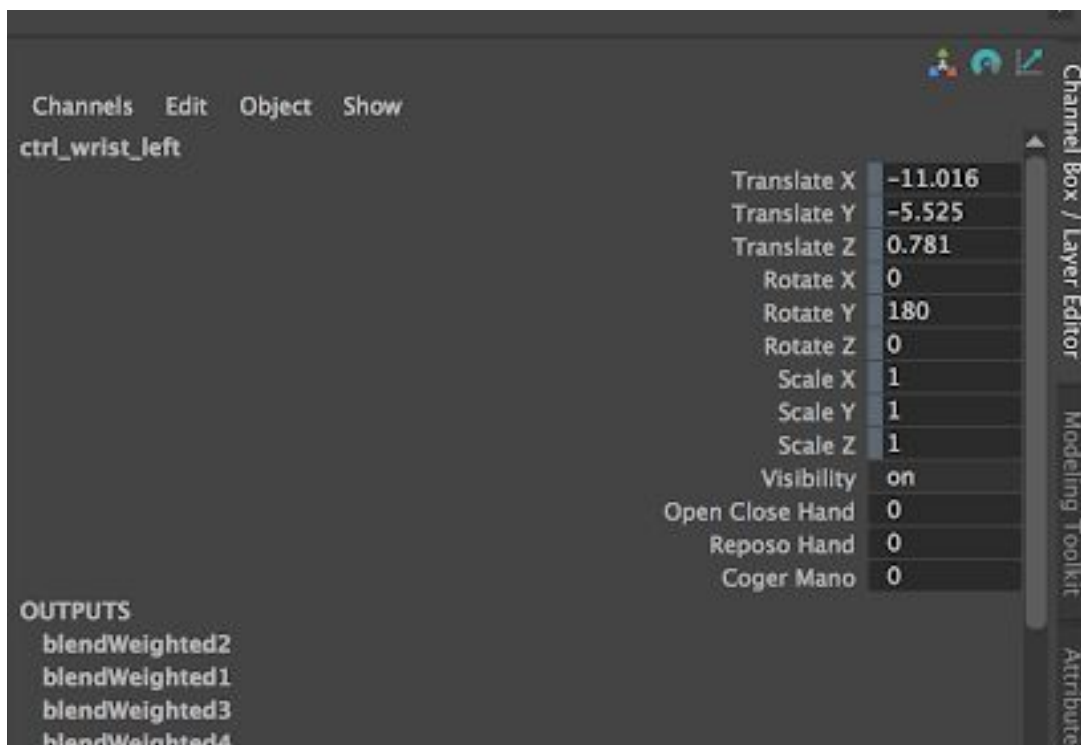 Channels Edit Object Show
ctrl_wrist_left
Translate X -11.016
Translate Y -5.525
Translate Z 0.781
Rotate X 0
Rotate Y 180
Rotate Z 0
Scale X 1
Scale Y 1
Scale Z 1
Visibility on
Open Close Hand 0
Reposo Hand 0
Coger Mano 0
OUTPUTS
blendWeighted2
blendWeighted1
blendWeighted3
blendWeighted4
Channel Box / Layer Editor
Modeling Toolkit
Attribute